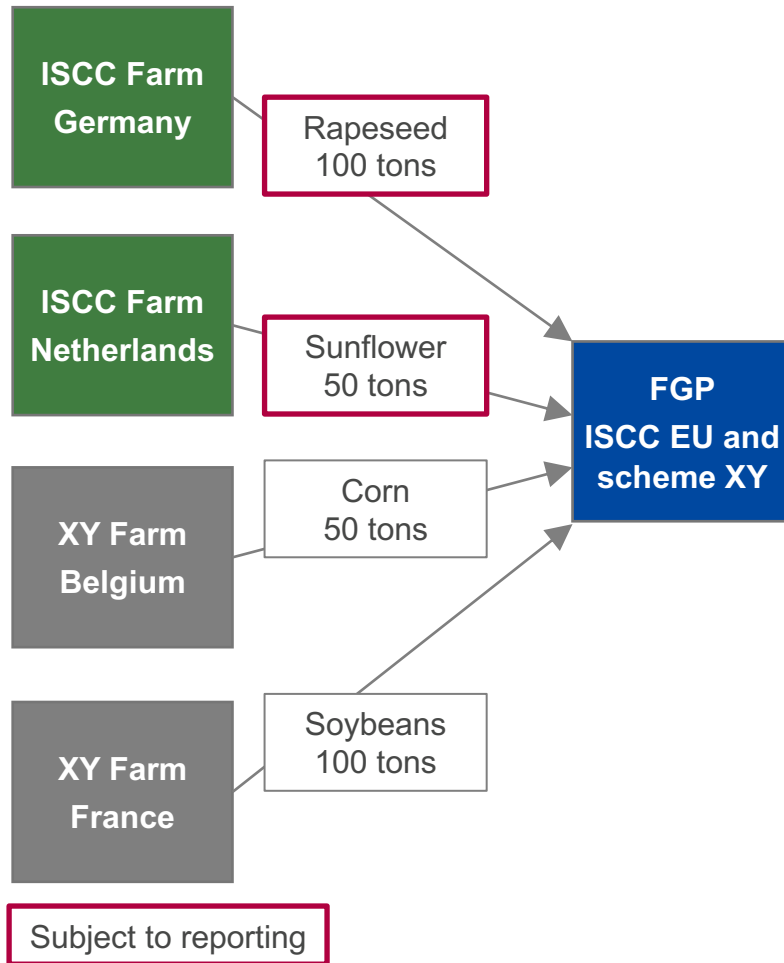 ISCC Farm
Germany
Rapeseed
100 tons
ISCC Farm
Netherlands
Sunflower
50 tons
FGP
ISCC EU and
scheme XY
XY Farm
Belgium
Corn
50 tons
XY Farm
France
Soybeans
100 tons
Subject to reporting